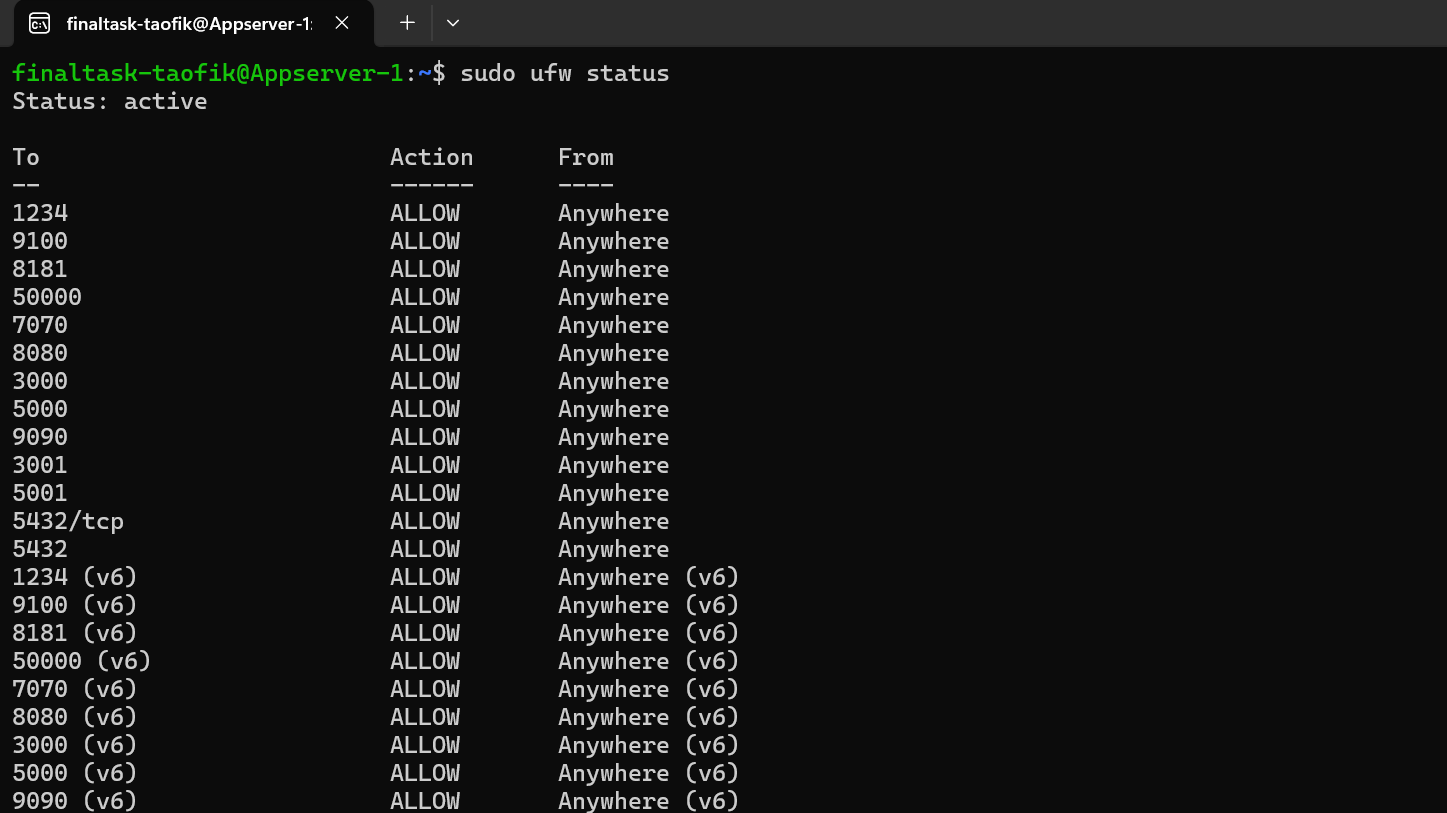 finaltask-taofik@Appserver-1:
finaltask-taofik@Appserver-1:~$ sudo ufw status
Status: active
To Action From
-- ------ ----
1234 ALLOW Anywhere
9100 ALLOW Anywhere
8181 ALLOW Anywhere
50000 ALLOW Anywhere
7070 ALLOW Anywhere
8080 ALLOW Anywhere
3000 ALLOW Anywhere
5000 ALLOW Anywhere
9090 ALLOW Anywhere
3001 ALLOW Anywhere
5001 ALLOW Anywhere
5432/tcp ALLOW Anywhere
5432 ALLOW Anywhere
1234 (v6) ALLOW Anywhere (v6)
9100 (v6) ALLOW Anywhere (v6)
8181 (v6) ALLOW Anywhere (v6)
50000 (v6) ALLOW Anywhere (v6)
7070 (v6) ALLOW Anywhere (v6)
8080 (v6) ALLOW Anywhere (v6)
3000 (v6) ALLOW Anywhere (v6)
5000 (v6) ALLOW Anywhere (v6)
9090 (v6) ALLOW Anywhere (v6)